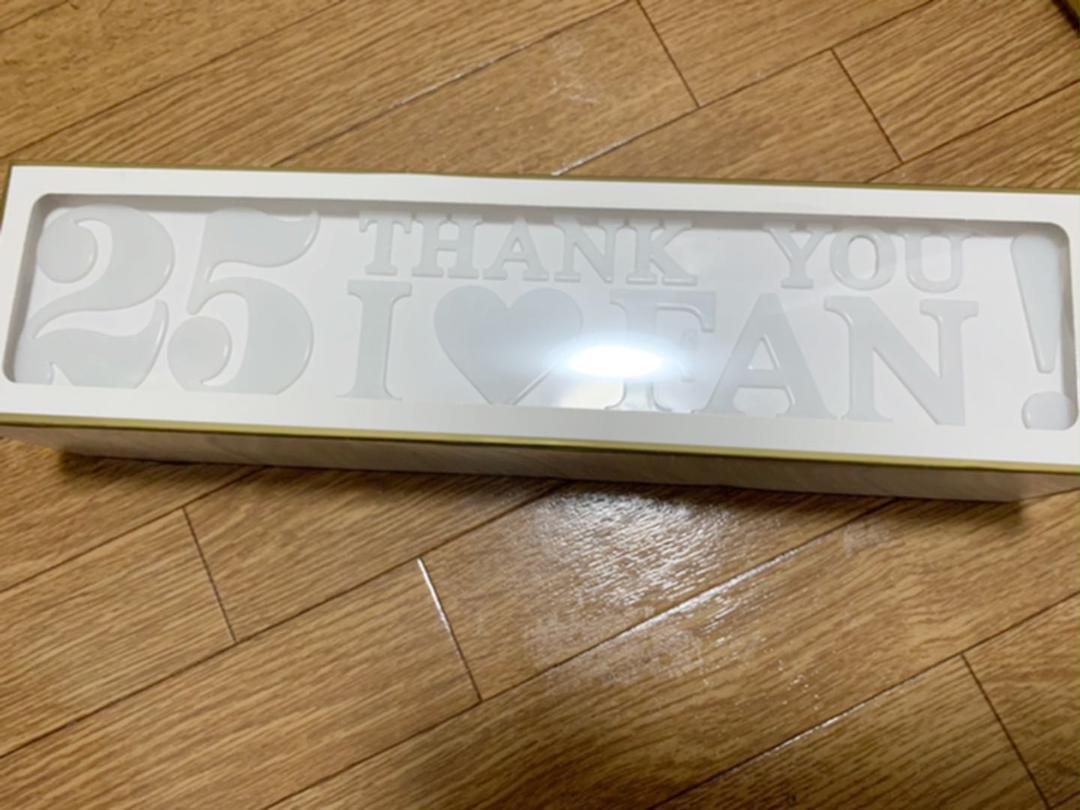 25
THANK YOU !
I ♥ FAN